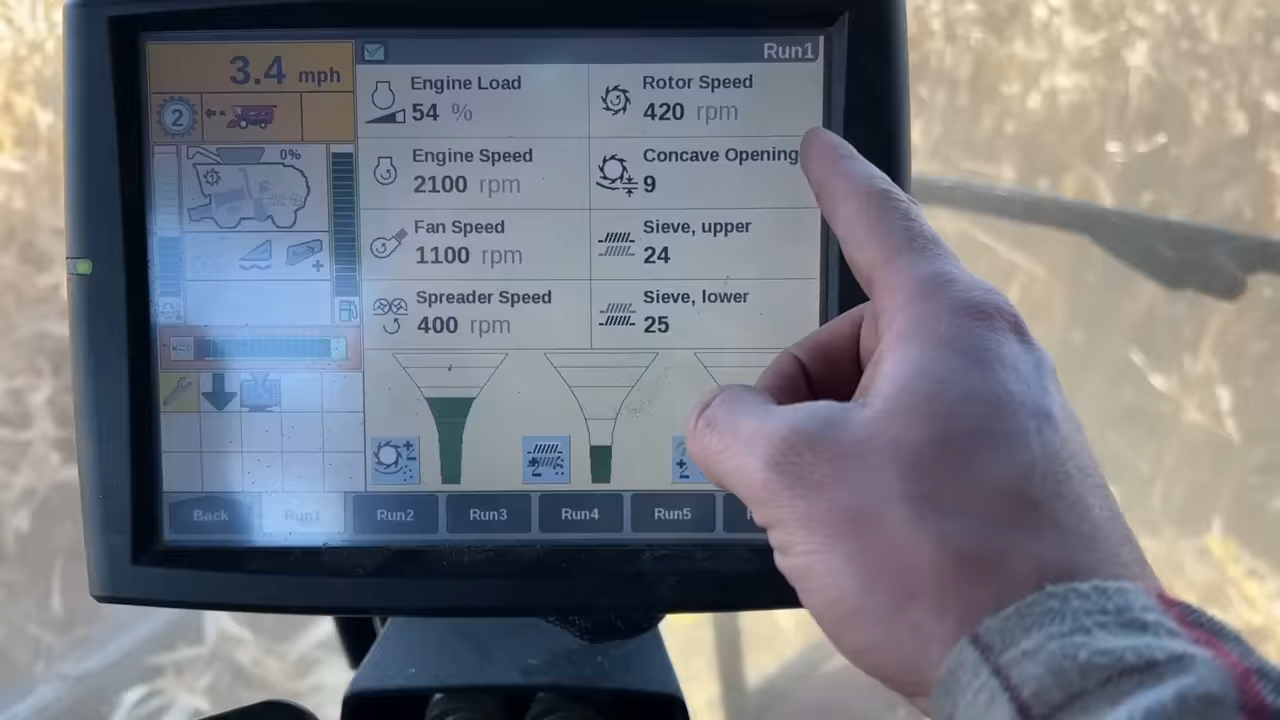 Run1
3.4 mph
2
0%
Engine Load
54 %
Rotor Speed
420 rpm
Engine Speed
2100 rpm
Concave Opening
9
Fan Speed
1100 rpm
Sieve, upper
24
Spreader Speed
400 rpm
Sieve, lower
25
Back
Run1
Run2
Run3
Run4
Run5